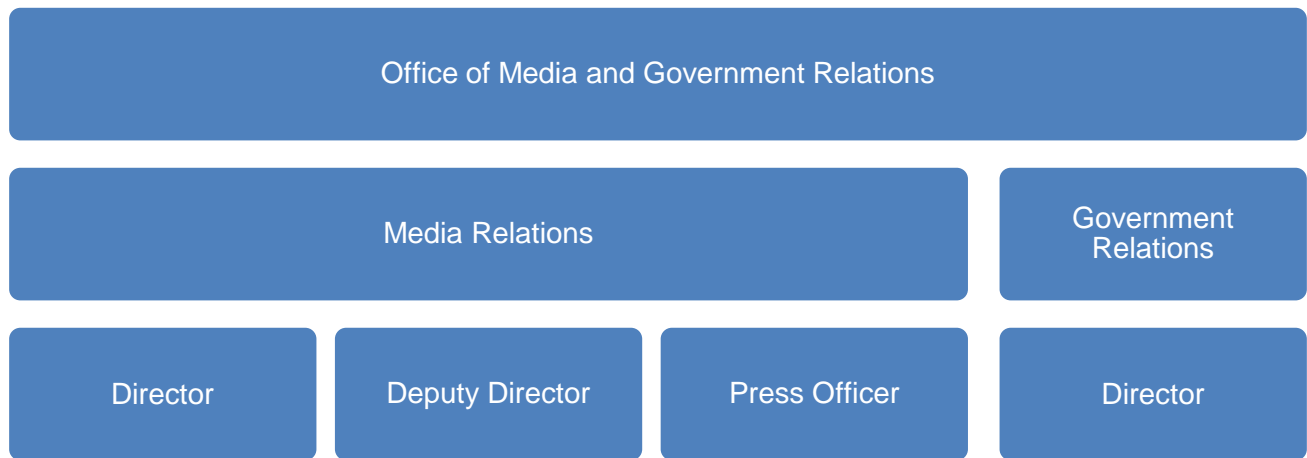 Office of Media and Government Relations
Media Relations
Government
Relations
Director
Deputy Director
Press Officer
Director